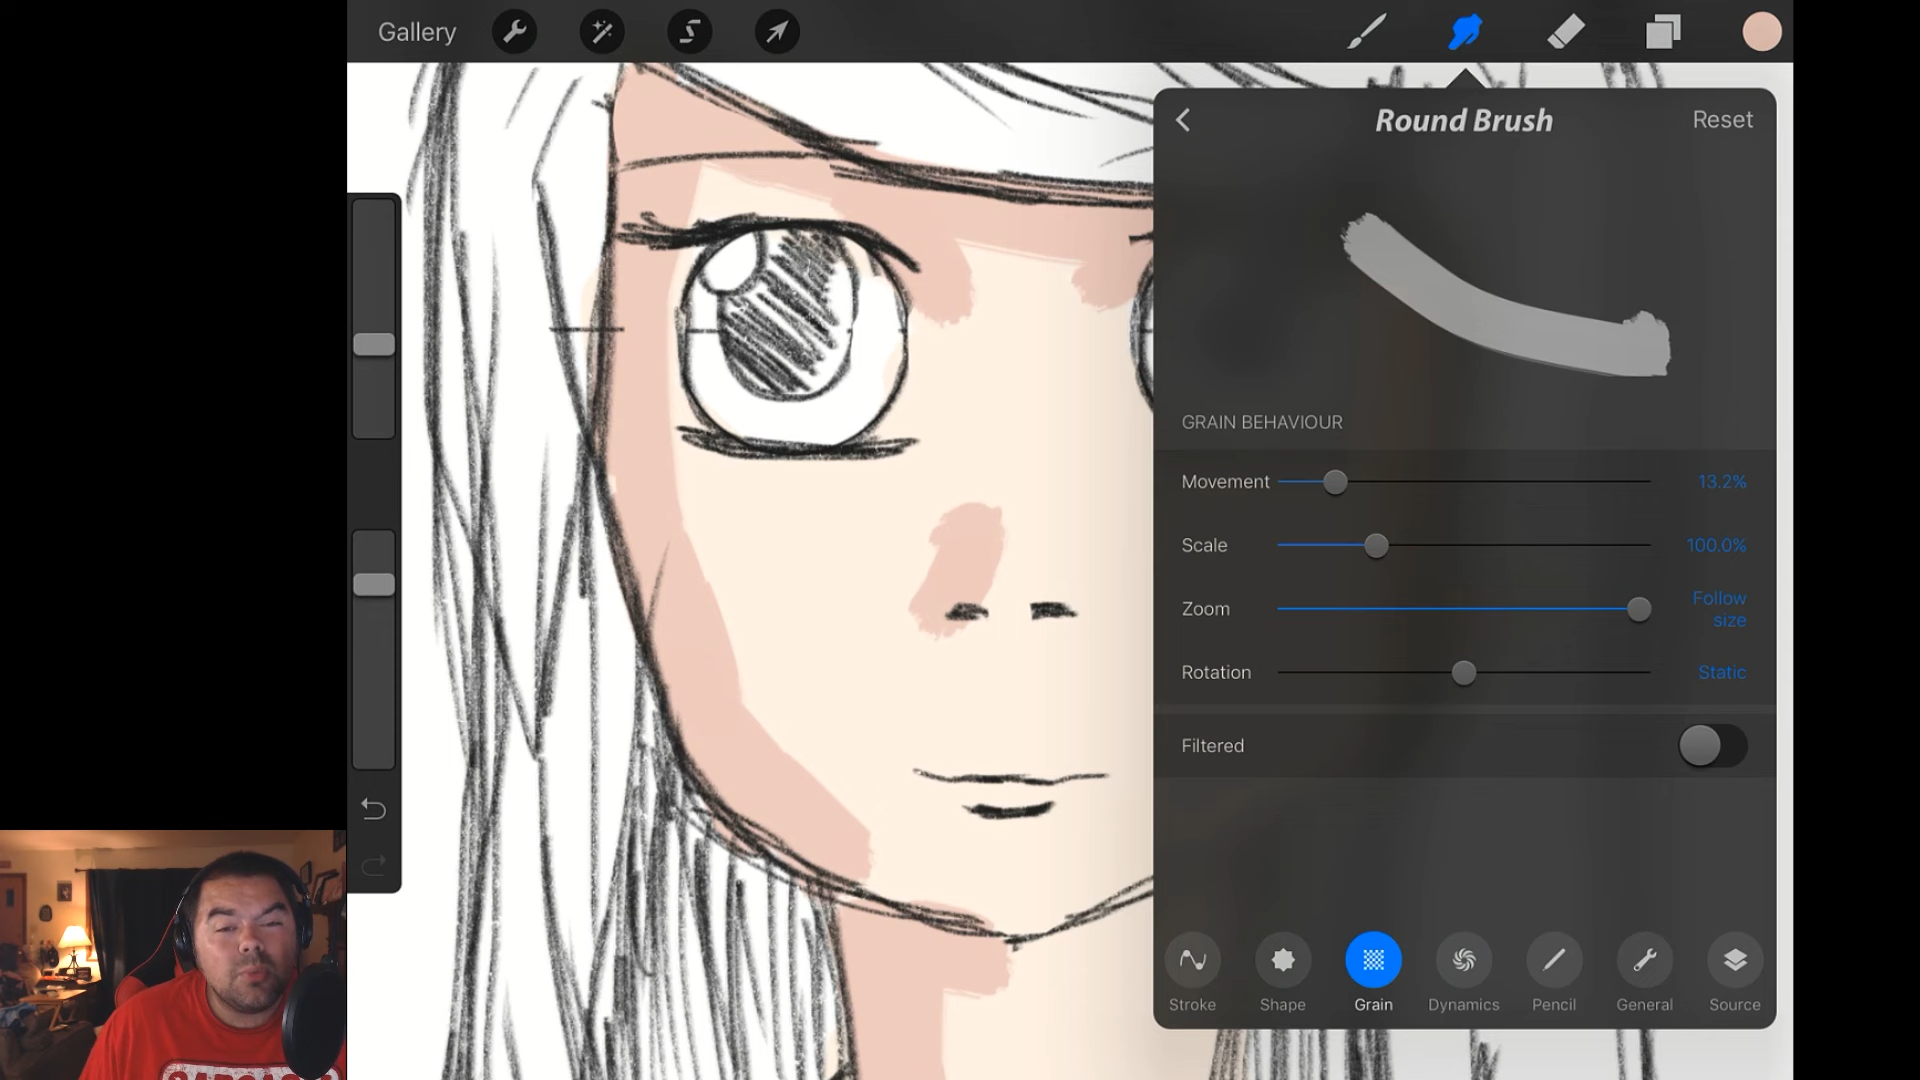 Gallery
Round Brush
Reset
GRAIN BEHAVIOUR
Movement
13.2%
Scale
100.0%
Zoom
Follow
size
Rotation
Static
Filtered
Stroke
Shape
Grain
Dynamics
Pencil
General
Source